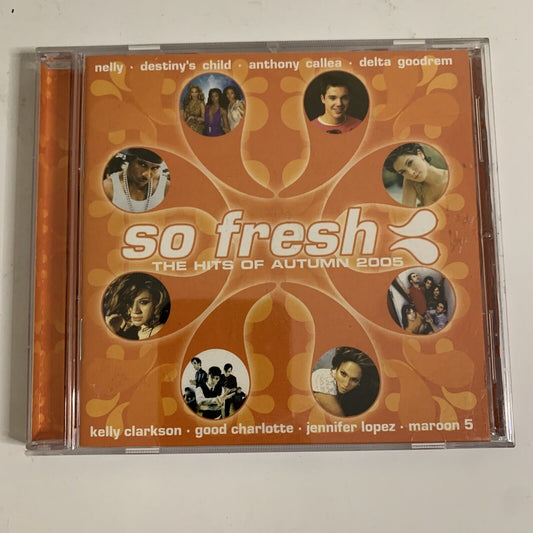 nelly · destiny's child · anthony callea · delta goodrem
so fresh
THE HITS OF AUTUMN 2005
kelly clarkson · good charlotte · jennifer lopez · maroon 5